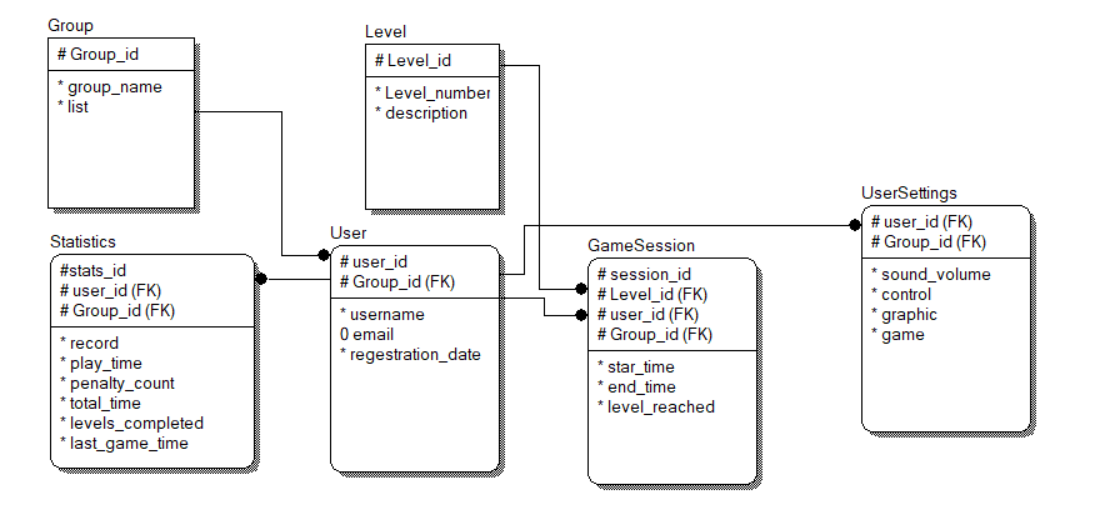 Group
# Group_id
* group_name
* list
Level
# Level_id
* Level_number
* description
Statistics
#stats_id
# user_id (FK)
# Group_id (FK)
* record
* play_time
* penalty_count
* total_time
* levels_completed
* last_game_time
User
# user_id
# Group_id (FK)
* username
0 email
* regestration_date
GameSession
# session_id
# Level_id (FK)
# user_id (FK)
# Group_id (FK)
* star_time
* end_time
* level_reached
UserSettings
# user_id (FK)
# Group_id (FK)
* sound_volume
* control
* graphic
* game